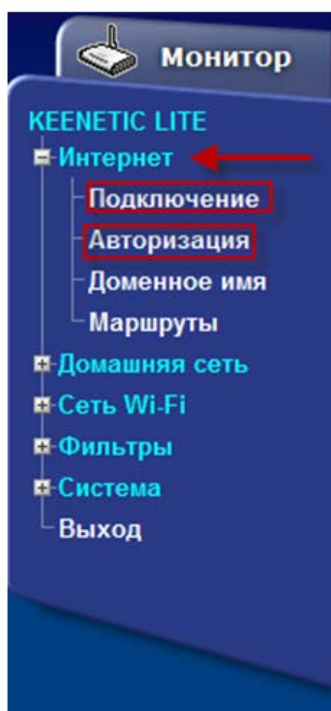 Монитор
KEENETIC LITE
Интернет
Подключение
Авторизация
Доменное имя
Маршруты
Домашняя сеть
Сеть Wi-Fi
Фильтры
Система
Выход